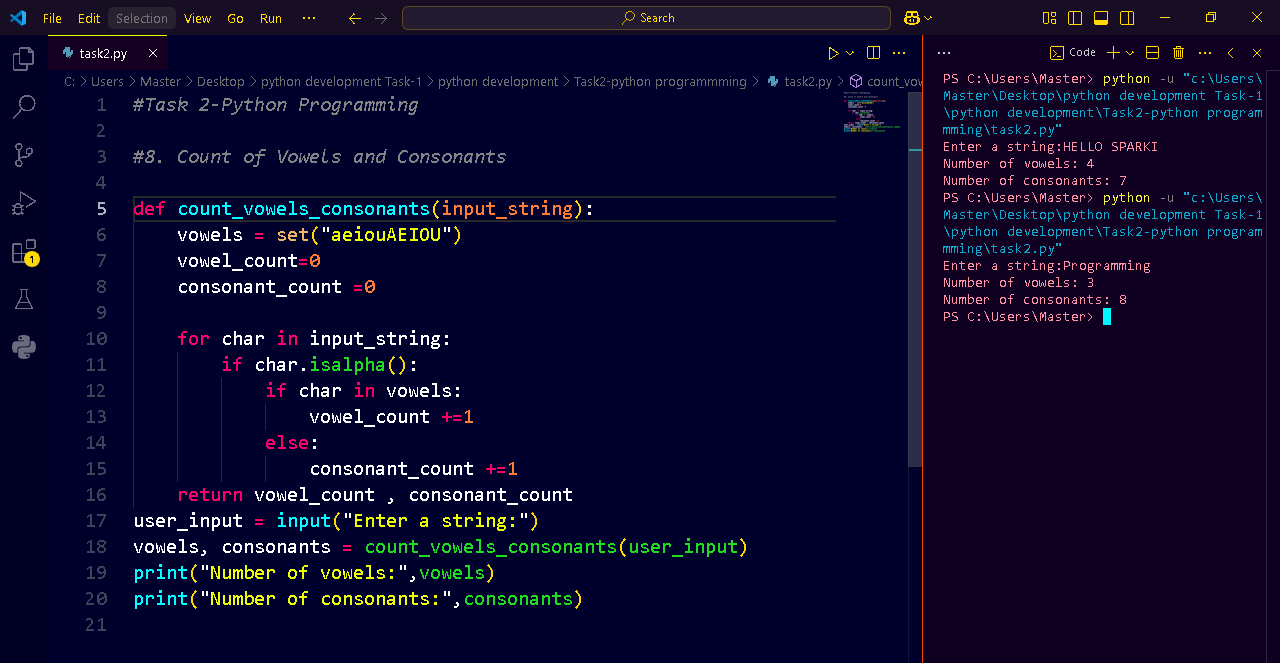 File Edit Selection View Go Run ··· Search
task2.py
C: > Users > Master > Desktop > python development Task-1 > python development > Task2-python programmming > task2.py > count_vow
1 #Task 2-Python Programming
2
3 #8. Count of Vowels and Consonants
4
5 def count_vowels_consonants(input_string):
6 vowels = set("aeiouAEIOU")
7 vowel_count=0
8 consonant_count =0
9
10 for char in input_string:
11 if char.isalpha():
12 if char in vowels:
13 vowel_count +=1
14 else:
15 consonant_count +=1
16 return vowel_count , consonant_count
17 user_input = input("Enter a string:")
18 vowels, consonants = count_vowels_consonants(user_input)
19 print("Number of vowels:",vowels)
20 print("Number of consonants:",consonants)
21
1
Code
PS C:\Users\Master> python -u "c:\Users\
Master\Desktop\python development Task-1
\python development\Task2-python program
mming\task2.py"
Enter a string:HELLO SPARKI
Number of vowels: 4
Number of consonants: 7
PS C:\Users\Master> python -u "c:\Users\
Master\Desktop\python development Task-1
\python development\Task2-python program
mming\task2.py"
Enter a string:Programming
Number of vowels: 3
Number of consonants: 8
PS C:\Users\Master>